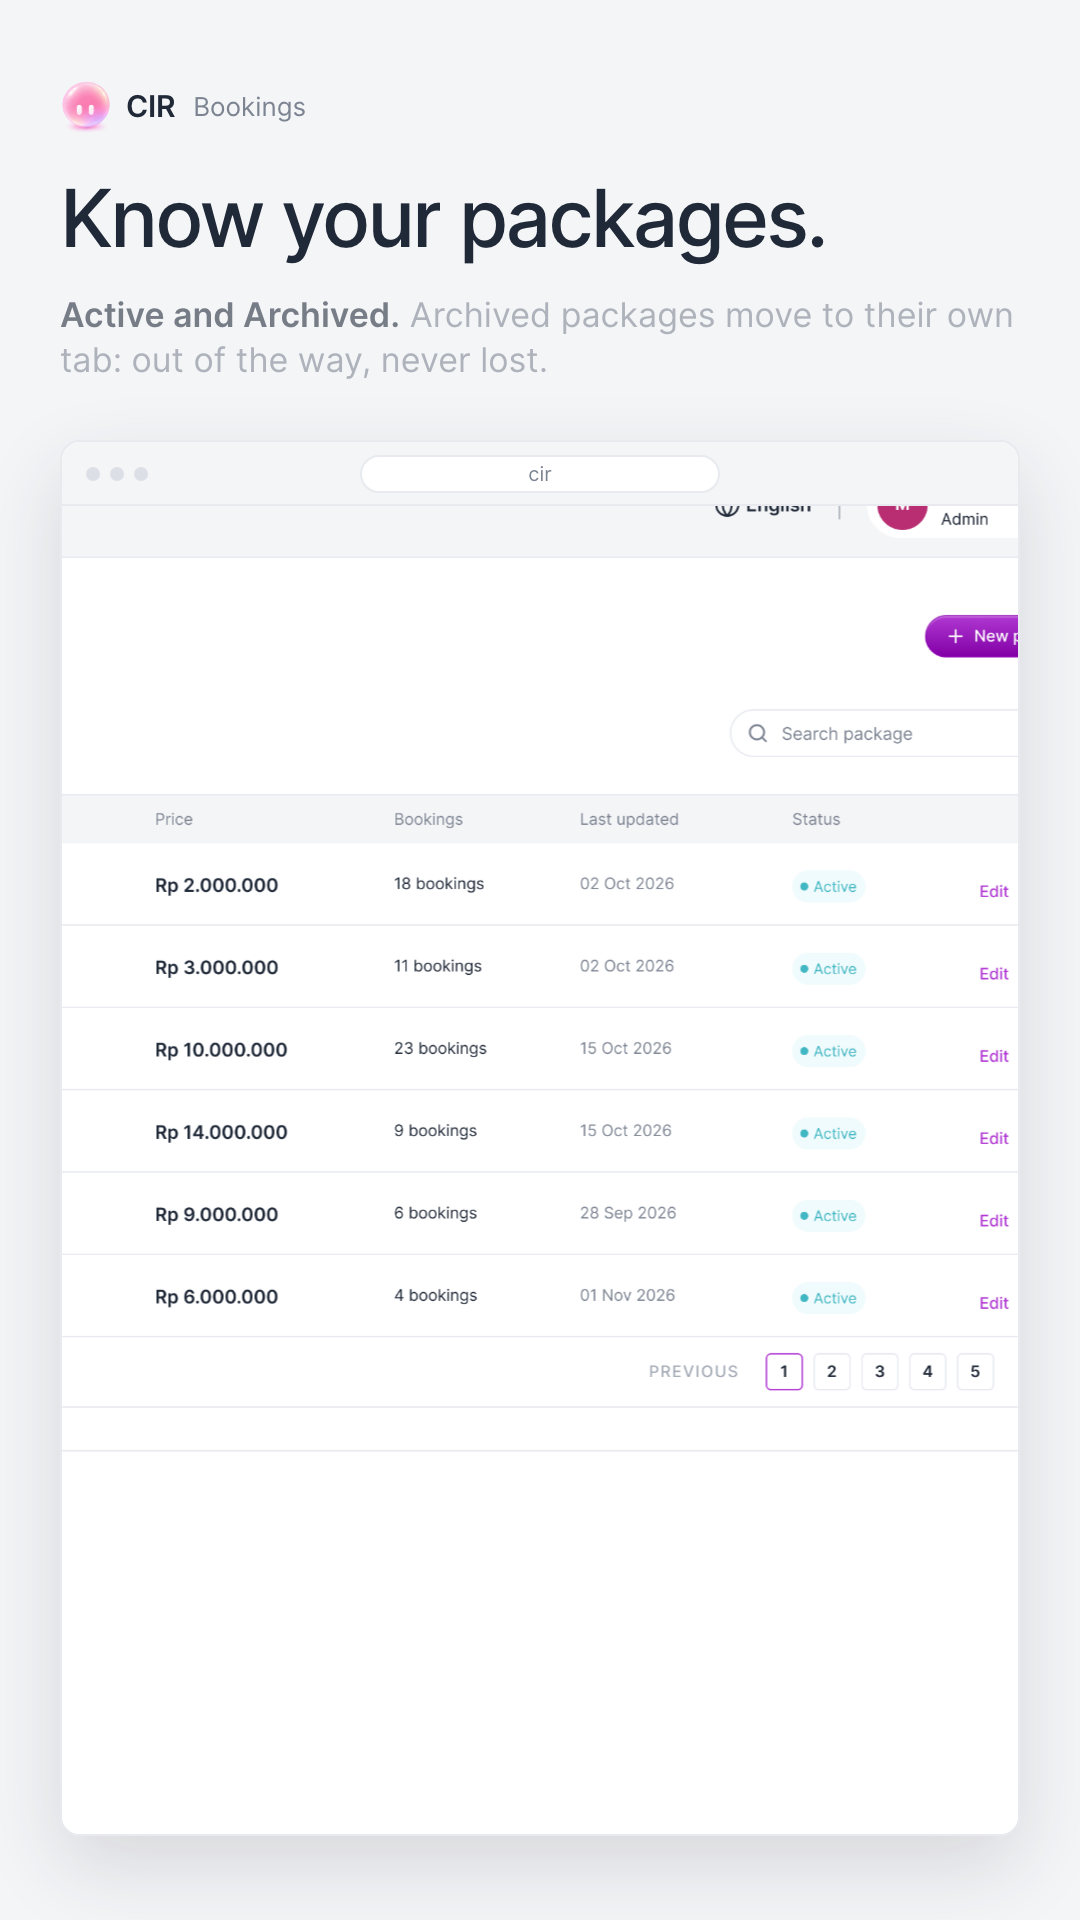 CIR Bookings
Know your packages.
Active and Archived. Archived packages move to their own
tab: out of the way, never lost.
cir
English
Admin
+ New
Search package
Price Bookings Last updated Status
Rp 2.000.000 18 bookings 02 Oct 2026 Active Edit
Rp 3.000.000 11 bookings 02 Oct 2026 Active Edit
Rp 10.000.000 23 bookings 15 Oct 2026 Active Edit
Rp 14.000.000 9 bookings 15 Oct 2026 Active Edit
Rp 9.000.000 6 bookings 28 Sep 2026 Active Edit
Rp 6.000.000 4 bookings 01 Nov 2026 Active Edit
PREVIOUS 1 2 3 4 5